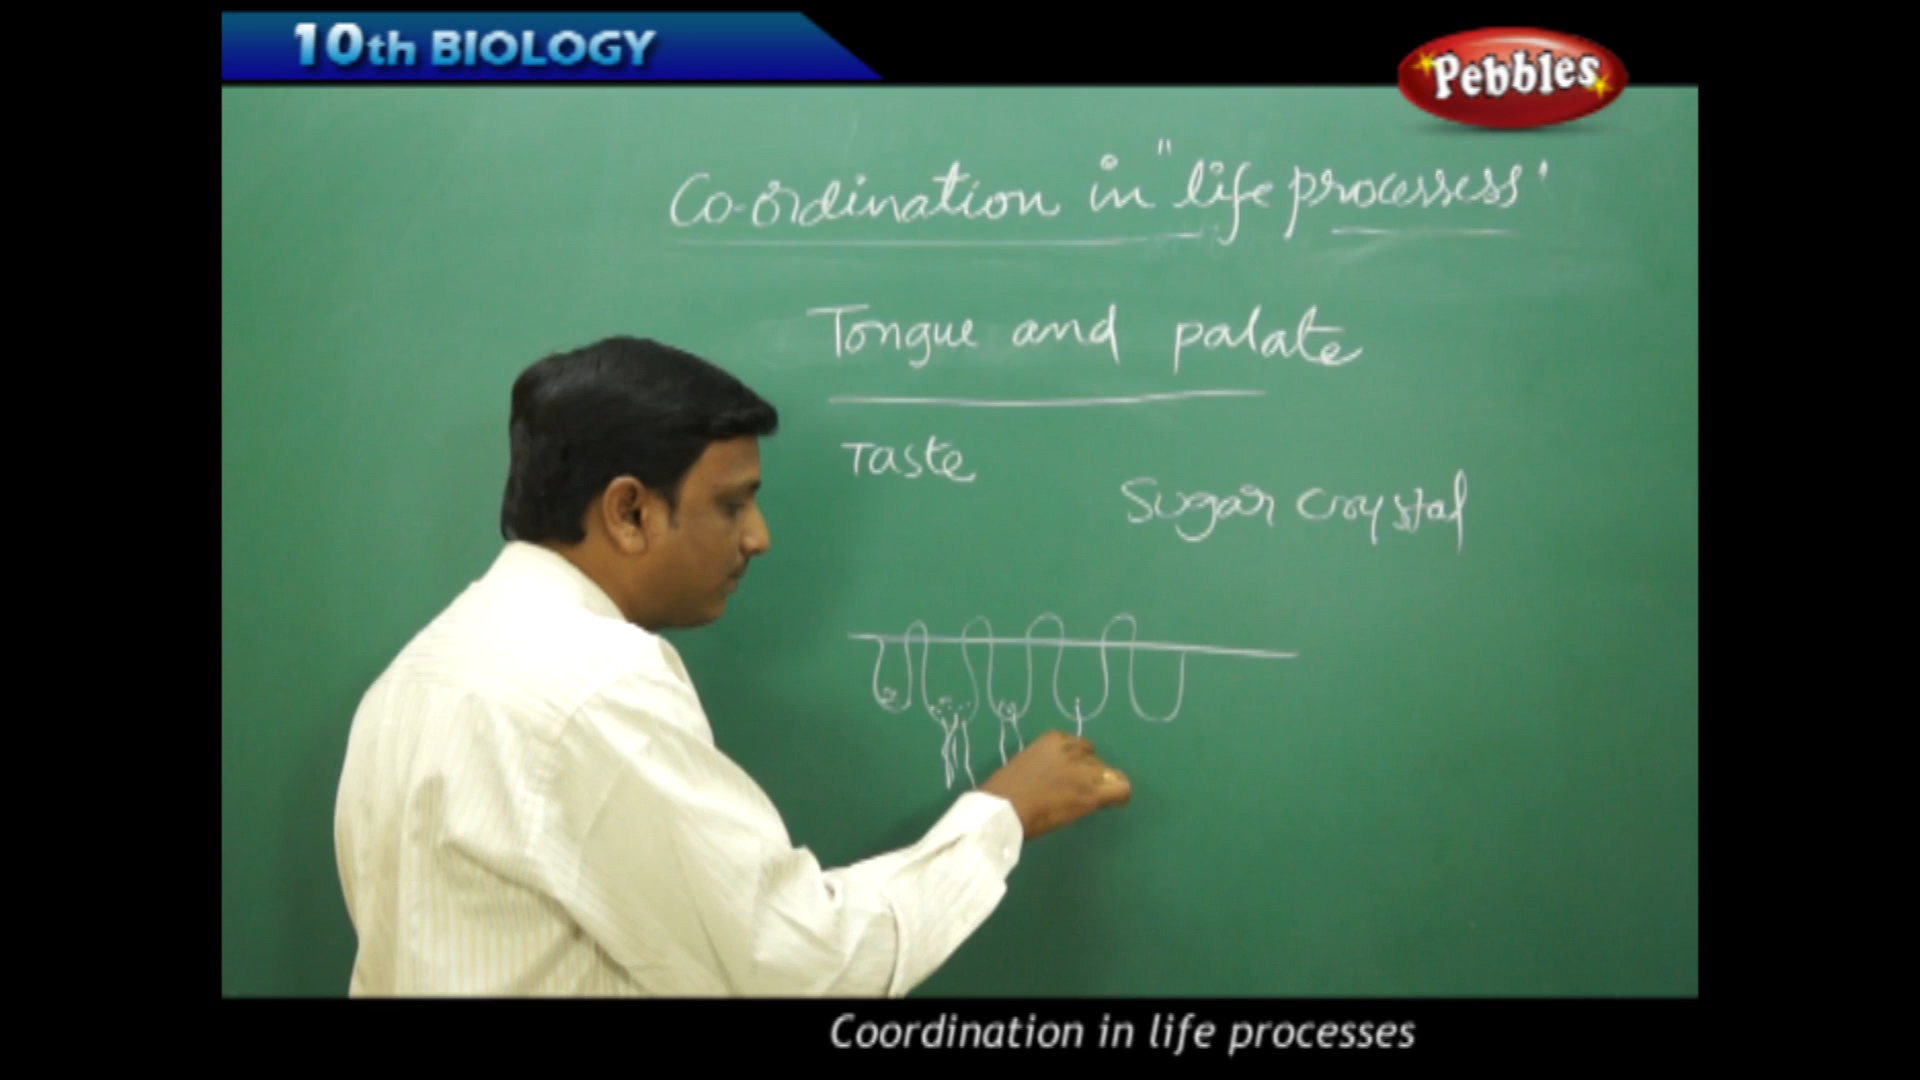 10th BIOLOGY
Pebbles
Co-ordination in "life processess'
Tongue and palate
Taste
Sugar crystal
Coordination in life processes